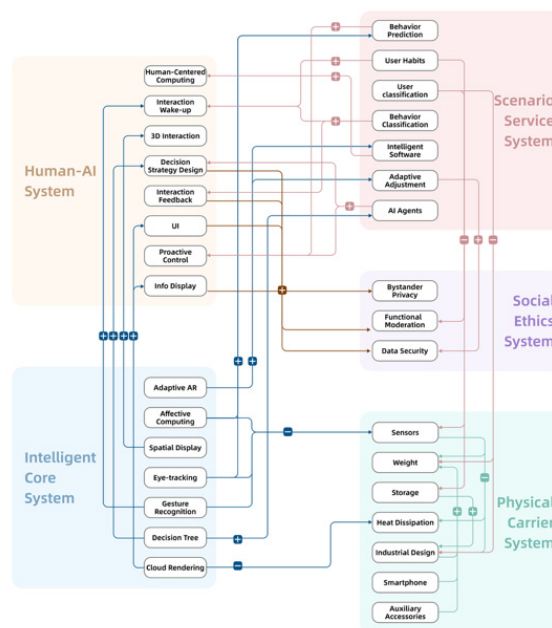 Human-AI
System
Human-Centered
Computing
Interaction
Wake-up
3D Interaction
Decision
Strategy Design
Interaction
Feedback
UI
Proactive
Control
Info Display
Intelligent
Core
System
Adaptive AR
Affective
Computing
Spatial Display
Eye-tracking
Gesture
Recognition
Decision Tree
Cloud Rendering
Behavior
Prediction
User Habits
User
classification
Behavior
Classification
Intelligent
Software
Adaptive
Adjustment
AI Agents
Scenario
Service
System
Bystander
Privacy
Functional
Moderation
Data Security
Social
Ethics
System
Sensors
Weight
Storage
Heat Dissipation
Industrial Design
Smartphone
Auxiliary
Accessories
Physical
Carrier
System